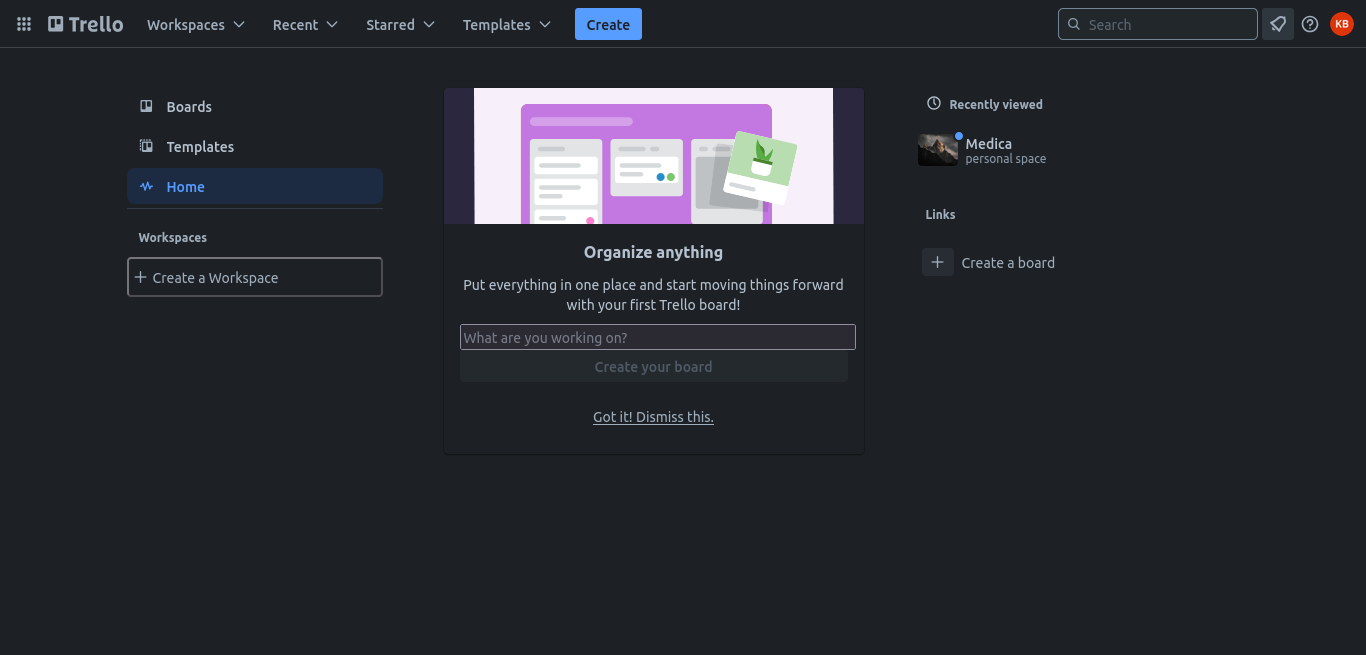 Trello
Workspaces
Recent
Starred
Templates
Create
Search
KB
Boards
Templates
Home
Workspaces
Create a Workspace
Organize anything
Put everything in one place and start moving things forward
with your first Trello board!
What are you working on?
Create your board
Got it! Dismiss this.
Recently viewed
Medica
personal space
Links
Create a board